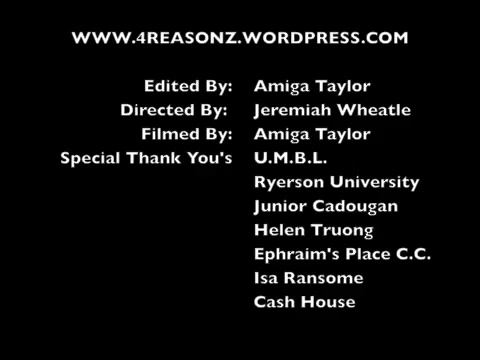 WWW.4REASONZ.WORDPRESS.COM
Edited By: Amiga Taylor
Directed By: Jeremiah Wheatle
Filmed By: Amiga Taylor
Special Thank You's U.M.B.L.
Ryerson University
Junior Cadougan
Helen Truong
Ephraim's Place C.C.
Isa Ransome
Cash House